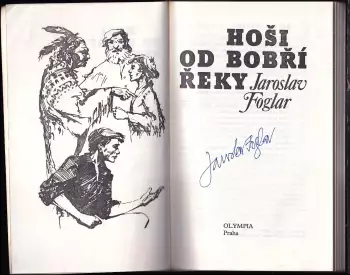 HOŠI
OD BOBŘÍ
ŘEKY Jaroslav
Foglar
Jaroslav Foglar
OLYMPIA
Praha